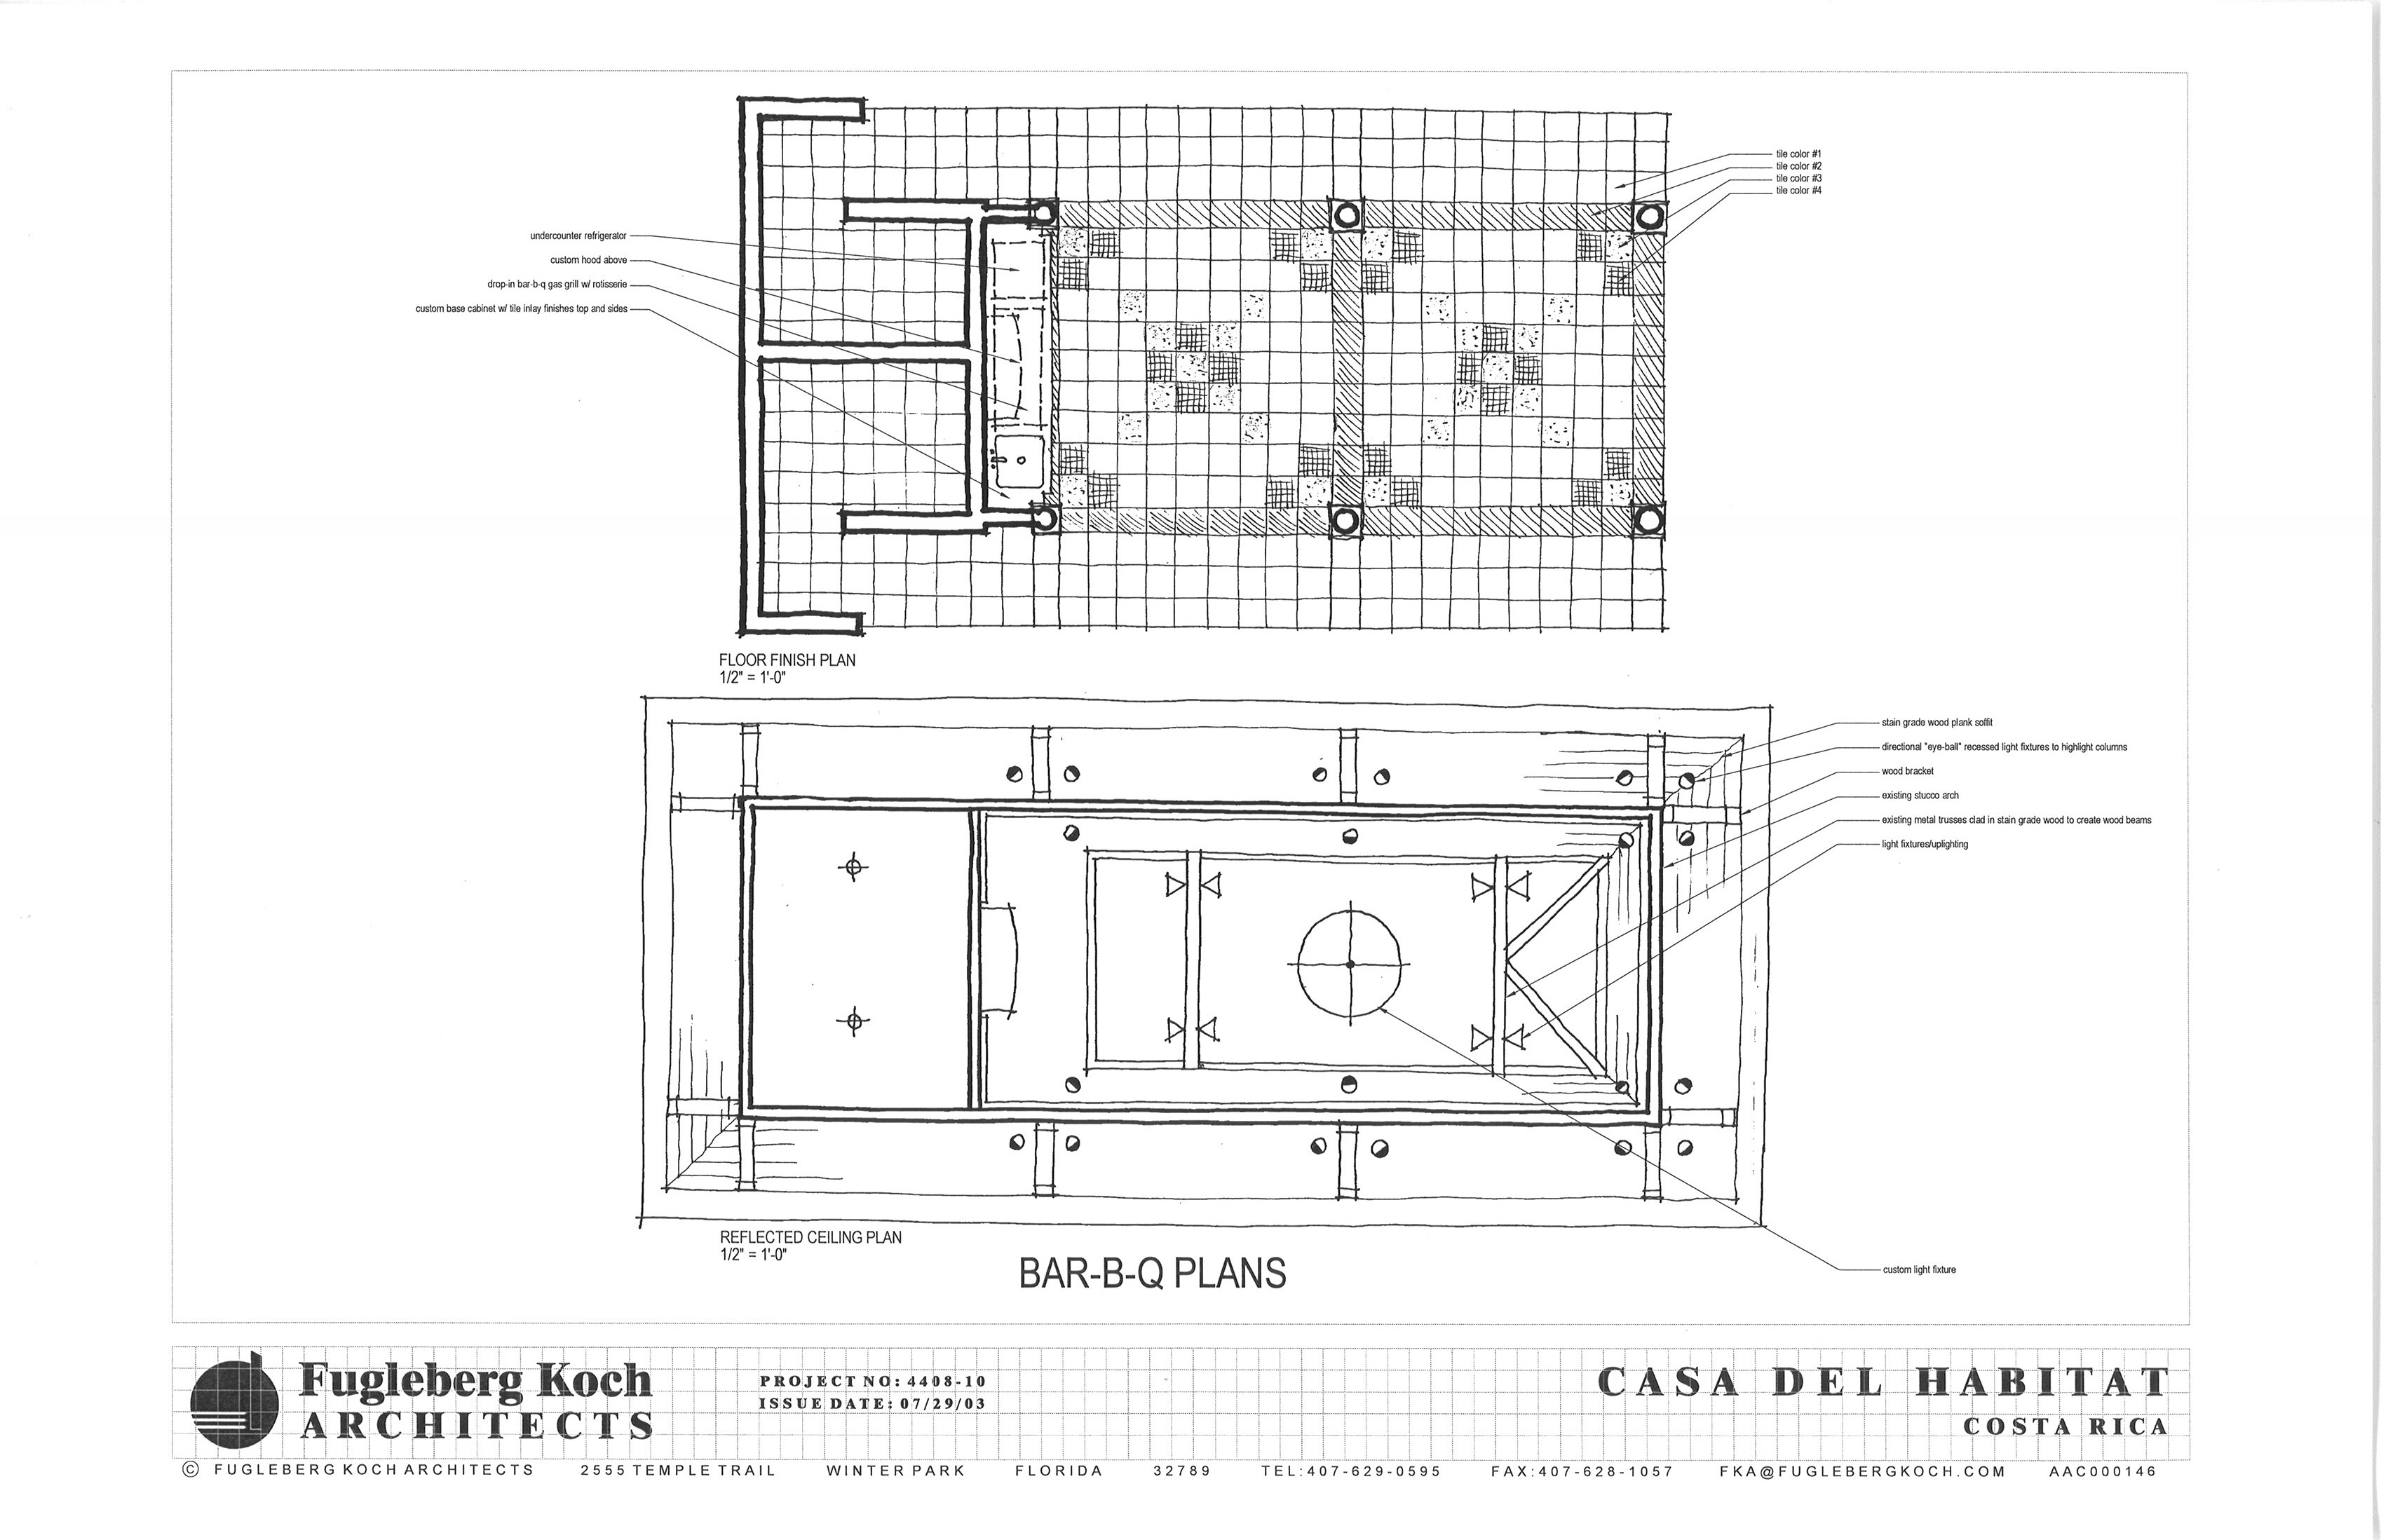 tile color #1
tile color #2
tile color #3
tile color #4
undercounter refrigerator
custom hood above
drop-in bar-b-q gas grill w/ rotisserie
custom base cabinet w/ tile inlay finishes top and sides
FLOOR FINISH PLAN
1/2" = 1'-0"
stain grade wood plank soffit
directional "eye-ball" recessed light fixtures to highlight columns
wood bracket
existing stucco arch
existing metal trusses clad in stain grade wood to create wood beams
light fixtures/uplighting
REFLECTED CEILING PLAN
1/2" = 1'-0"
BAR-B-Q PLANS
custom light fixture
Fugleberg Koch
ARCHITECTS
PROJECT NO: 4408-10
ISSUE DATE: 07/29/03
CASA DEL HABITAT
COSTA RICA
© FUGLEBERG KOCH ARCHITECTS 2555 TEMPLE TRAIL WINTER PARK FLORIDA 32789 TEL:407-629-0595 FAX:407-628-1057 FKA@FUGLEBERGKOCH.COM AAC000146